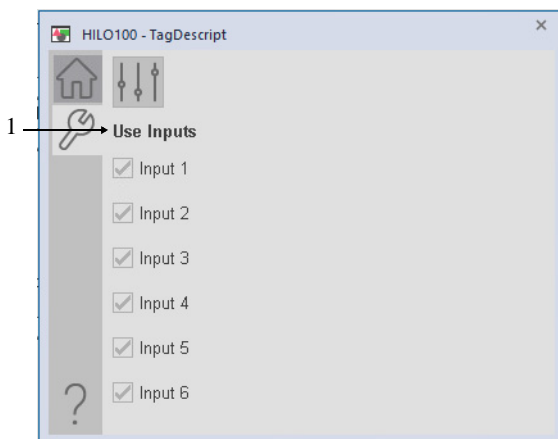 HILO100 - TagDescript
1
Use Inputs
Input 1
Input 2
Input 3
Input 4
Input 5
Input 6
?